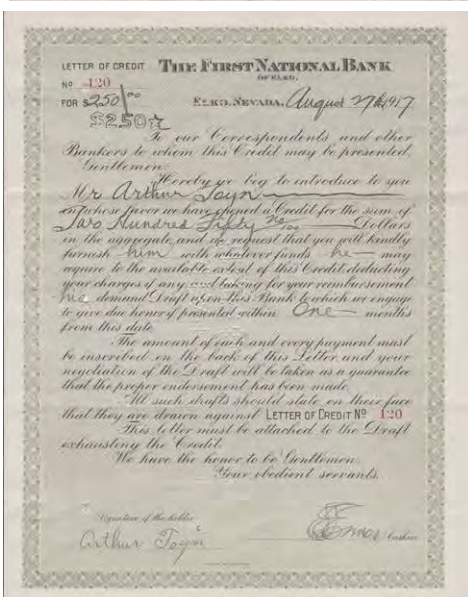 LETTER OF CREDIT THE FIRST NATIONAL BANK
OF ELKO.
Nº 120
FOR $250/00 ELKO, NEVADA, August 27th 1917
$250
To our Correspondents and other
Bankers to whom this Credit may be presented.
Gentlemen:
Hereby we beg to introduce to you
Mr Arthur Toyn
in whose favor we have opened a Credit for the sum of
Two Hundred Fifty no/100 Dollars
in the aggregate, and do request that you will kindly
furnish him with whatever funds he may
require to the available extent of this Credit, deducting
your charges if any and taking for your reimbursement
demand Draft upon this Bank to which we engage
to give due honor if presented within One months
from this date.
The amount of each and every payment must
be inscribed on the back of this Letter, and your
negotiation of the Draft will be taken as a guarantee
that the proper endorsement has been made.
All such drafts should state on their face
that they are drawn against LETTER OF CREDIT Nº 120
This letter must be attached to the Draft
exhausting the Credit.
We have the honor to be Gentlemen.
Your obedient servants.
Signature of the holder
Arthur Toyn Cashier